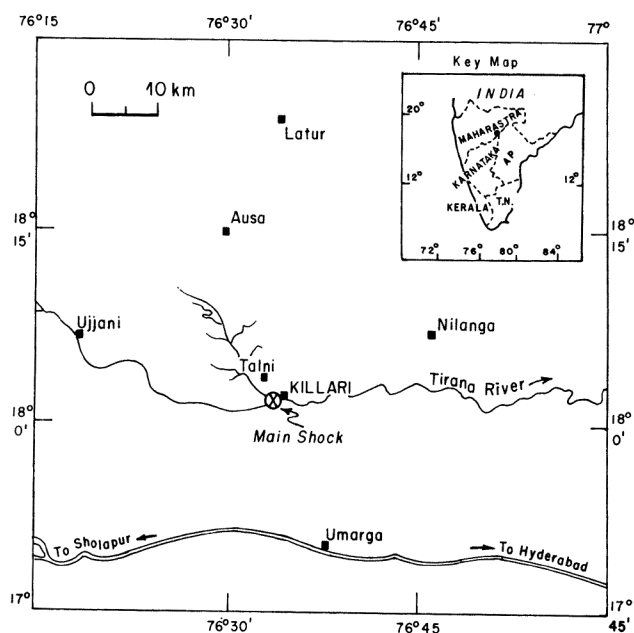 76°15' 76°30' 76°45' 77°
0 10 km
Key Map
INDIA
20°
MAHARASTRA
KARNATAKA
A.P.
12° 12°
KERALA T.N.
72° 76° 80° 84°
Latur
18°
15'
Ausa
18°
15'
Ujjani
Nilanga
Talni
KILLARI
Tirana River
18°
0'
Main Shock
18°
0'
To Sholapur
Umarga
To Hyderabad
17°
76°30' 76°45' 45'